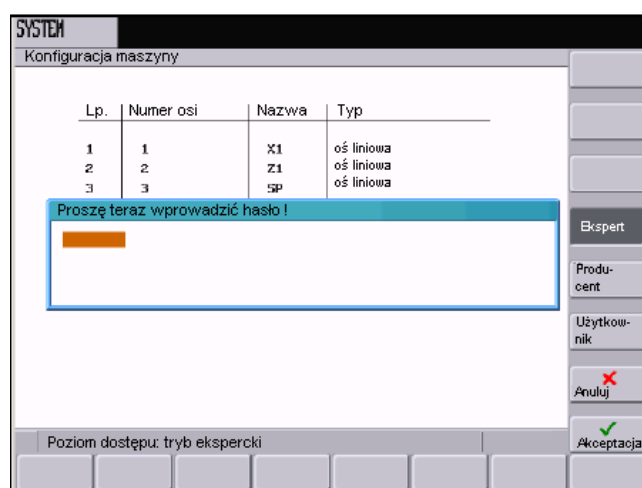 SYSTEM
Konfiguracja maszyny
Lp. Numer osi Nazwa Typ
1 1 X1 oś liniowa
2 2 Z1 oś liniowa
3 3 SP oś liniowa
Proszę teraz wprowadzić hasło !
Ekspert
Produ-
cent
Użytkow-
nik
Anuluj
Poziom dostępu: tryb ekspercki
Akceptacja